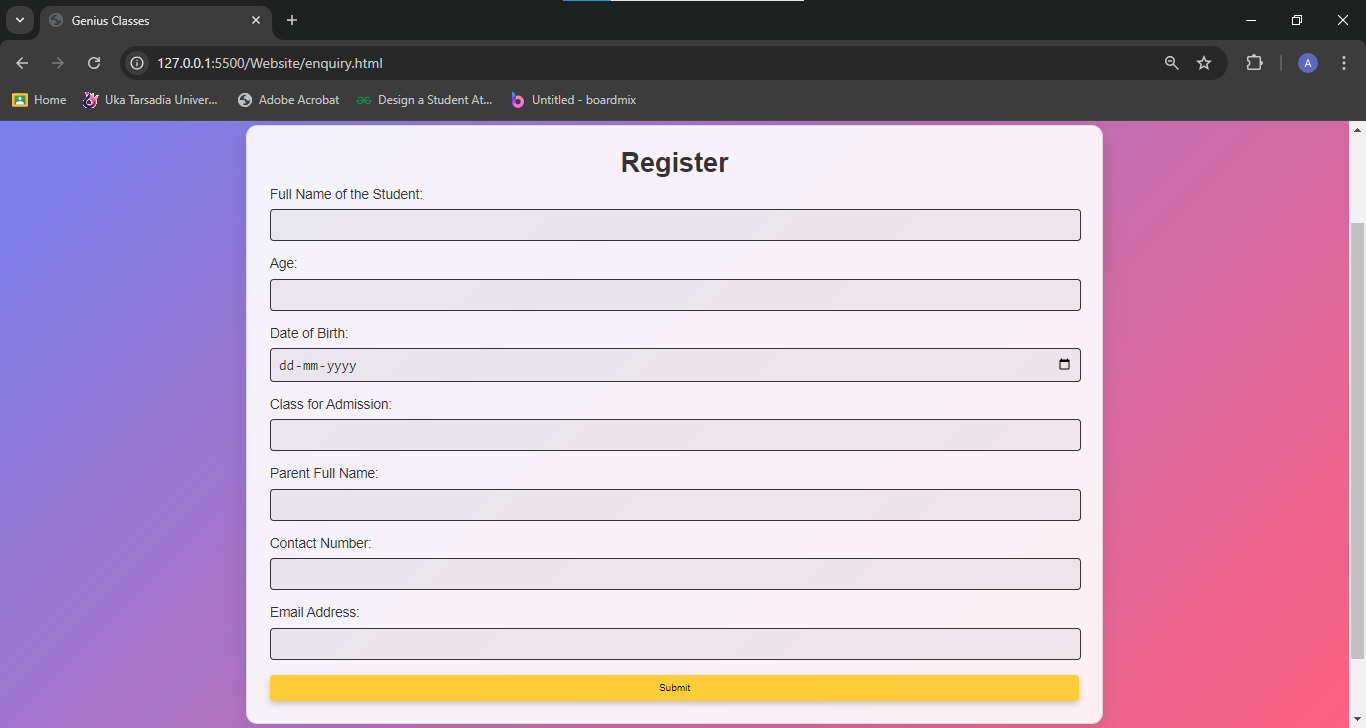 Genius Classes
127.0.0.1:5500/Website/enquiry.html
A
Home
Uka Tarsadia Univer...
Adobe Acrobat
Design a Student At...
Untitled - boardmix
Register
Full Name of the Student:
Age:
Date of Birth:
dd-mm-yyyy
Class for Admission:
Parent Full Name:
Contact Number:
Email Address:
Submit